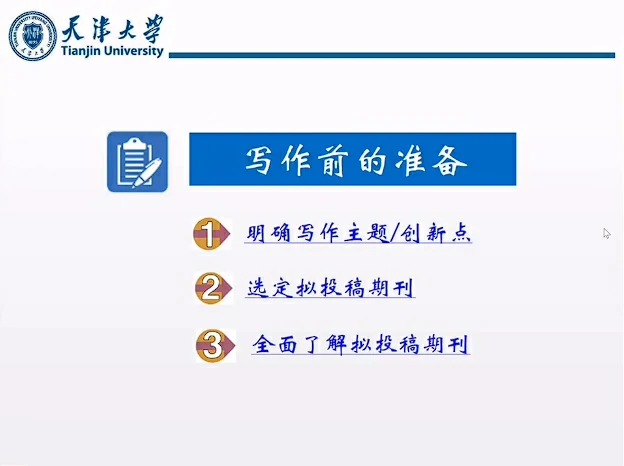 天津大学
Tianjin University
写作前的准备
1 明确写作主题/创新点
2 选定拟投稿期刊
3 全面了解拟投稿期刊